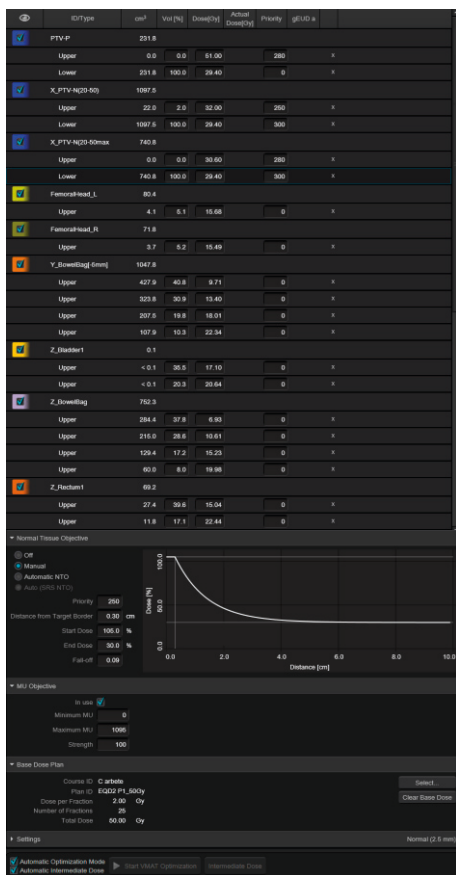 ID/Type cm³ Vol [%] Dose[Gy] Actual Dose[Gy] Priority gEUD a
PTV-P 231.8
Upper 0.0 0.0 51.00 280 x
Lower 231.8 100.0 29.40 0 x
X_PTV-N(20-50) 1097.5
Upper 22.0 2.0 32.00 250 x
Lower 1097.5 100.0 29.40 300 x
X_PTV-N(20-50max 740.8
Upper 0.0 0.0 30.60 280 x
Lower 740.8 100.0 29.40 300 x
FemoralHead_L 80.4
Upper 4.1 5.1 15.68 0 x
FemoralHead_R 71.8
Upper 3.7 5.2 15.49 0 x
Y_BowelBag[-5mm] 1047.8
Upper 427.9 40.8 9.71 0 x
Upper 323.8 30.9 13.40 0 x
Upper 207.5 19.8 18.01 0 x
Upper 107.9 10.3 22.34 0 x
Z_Bladder1 0.1
Upper < 0.1 35.5 17.10 0 x
Upper < 0.1 20.3 20.64 0 x
Z_BowelBag 752.3
Upper 284.4 37.8 6.93 0 x
Upper 215.0 28.6 10.61 0 x
Upper 129.4 17.2 15.23 0 x
Upper 60.0 8.0 19.98 0 x
Z_Rectum1 69.2
Upper 27.4 39.6 15.04 0 x
Upper 11.8 17.1 22.44 0 x
Normal Tissue Objective
Off
Manual
Automatic NTO
Auto (SRS NTO)
Priority 250
Distance from Target Border 0.30 cm
Start Dose 105.0 %
End Dose 30.0 %
Fall-off 0.09
Dose [%]
100.0
50.0
0.0
0.0 2.0 4.0 6.0 8.0 10.0
Distance [cm]
MU Objective
In use
Minimum MU 0
Maximum MU 1095
Strength 100
Base Dose Plan
Course ID C arbete
Plan ID EQD2 P1_50Gy
Dose per Fraction 2.00 Gy
Number of Fractions 25
Total Dose 50.00 Gy
Select...
Clear Base Dose
Settings Normal (2.5 mm)
Automatic Optimization Mode
Automatic Intermediate Dose
Start VMAT Optimization
Intermediate Dose